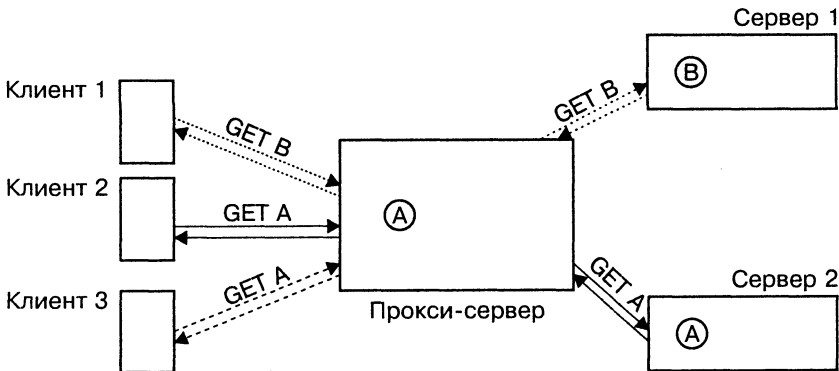 Сервер 1
B
Клиент 1
GET B
GET B
Клиент 2
GET A
A
Клиент 3
GET A
GET A
Прокси-сервер
Сервер 2
A